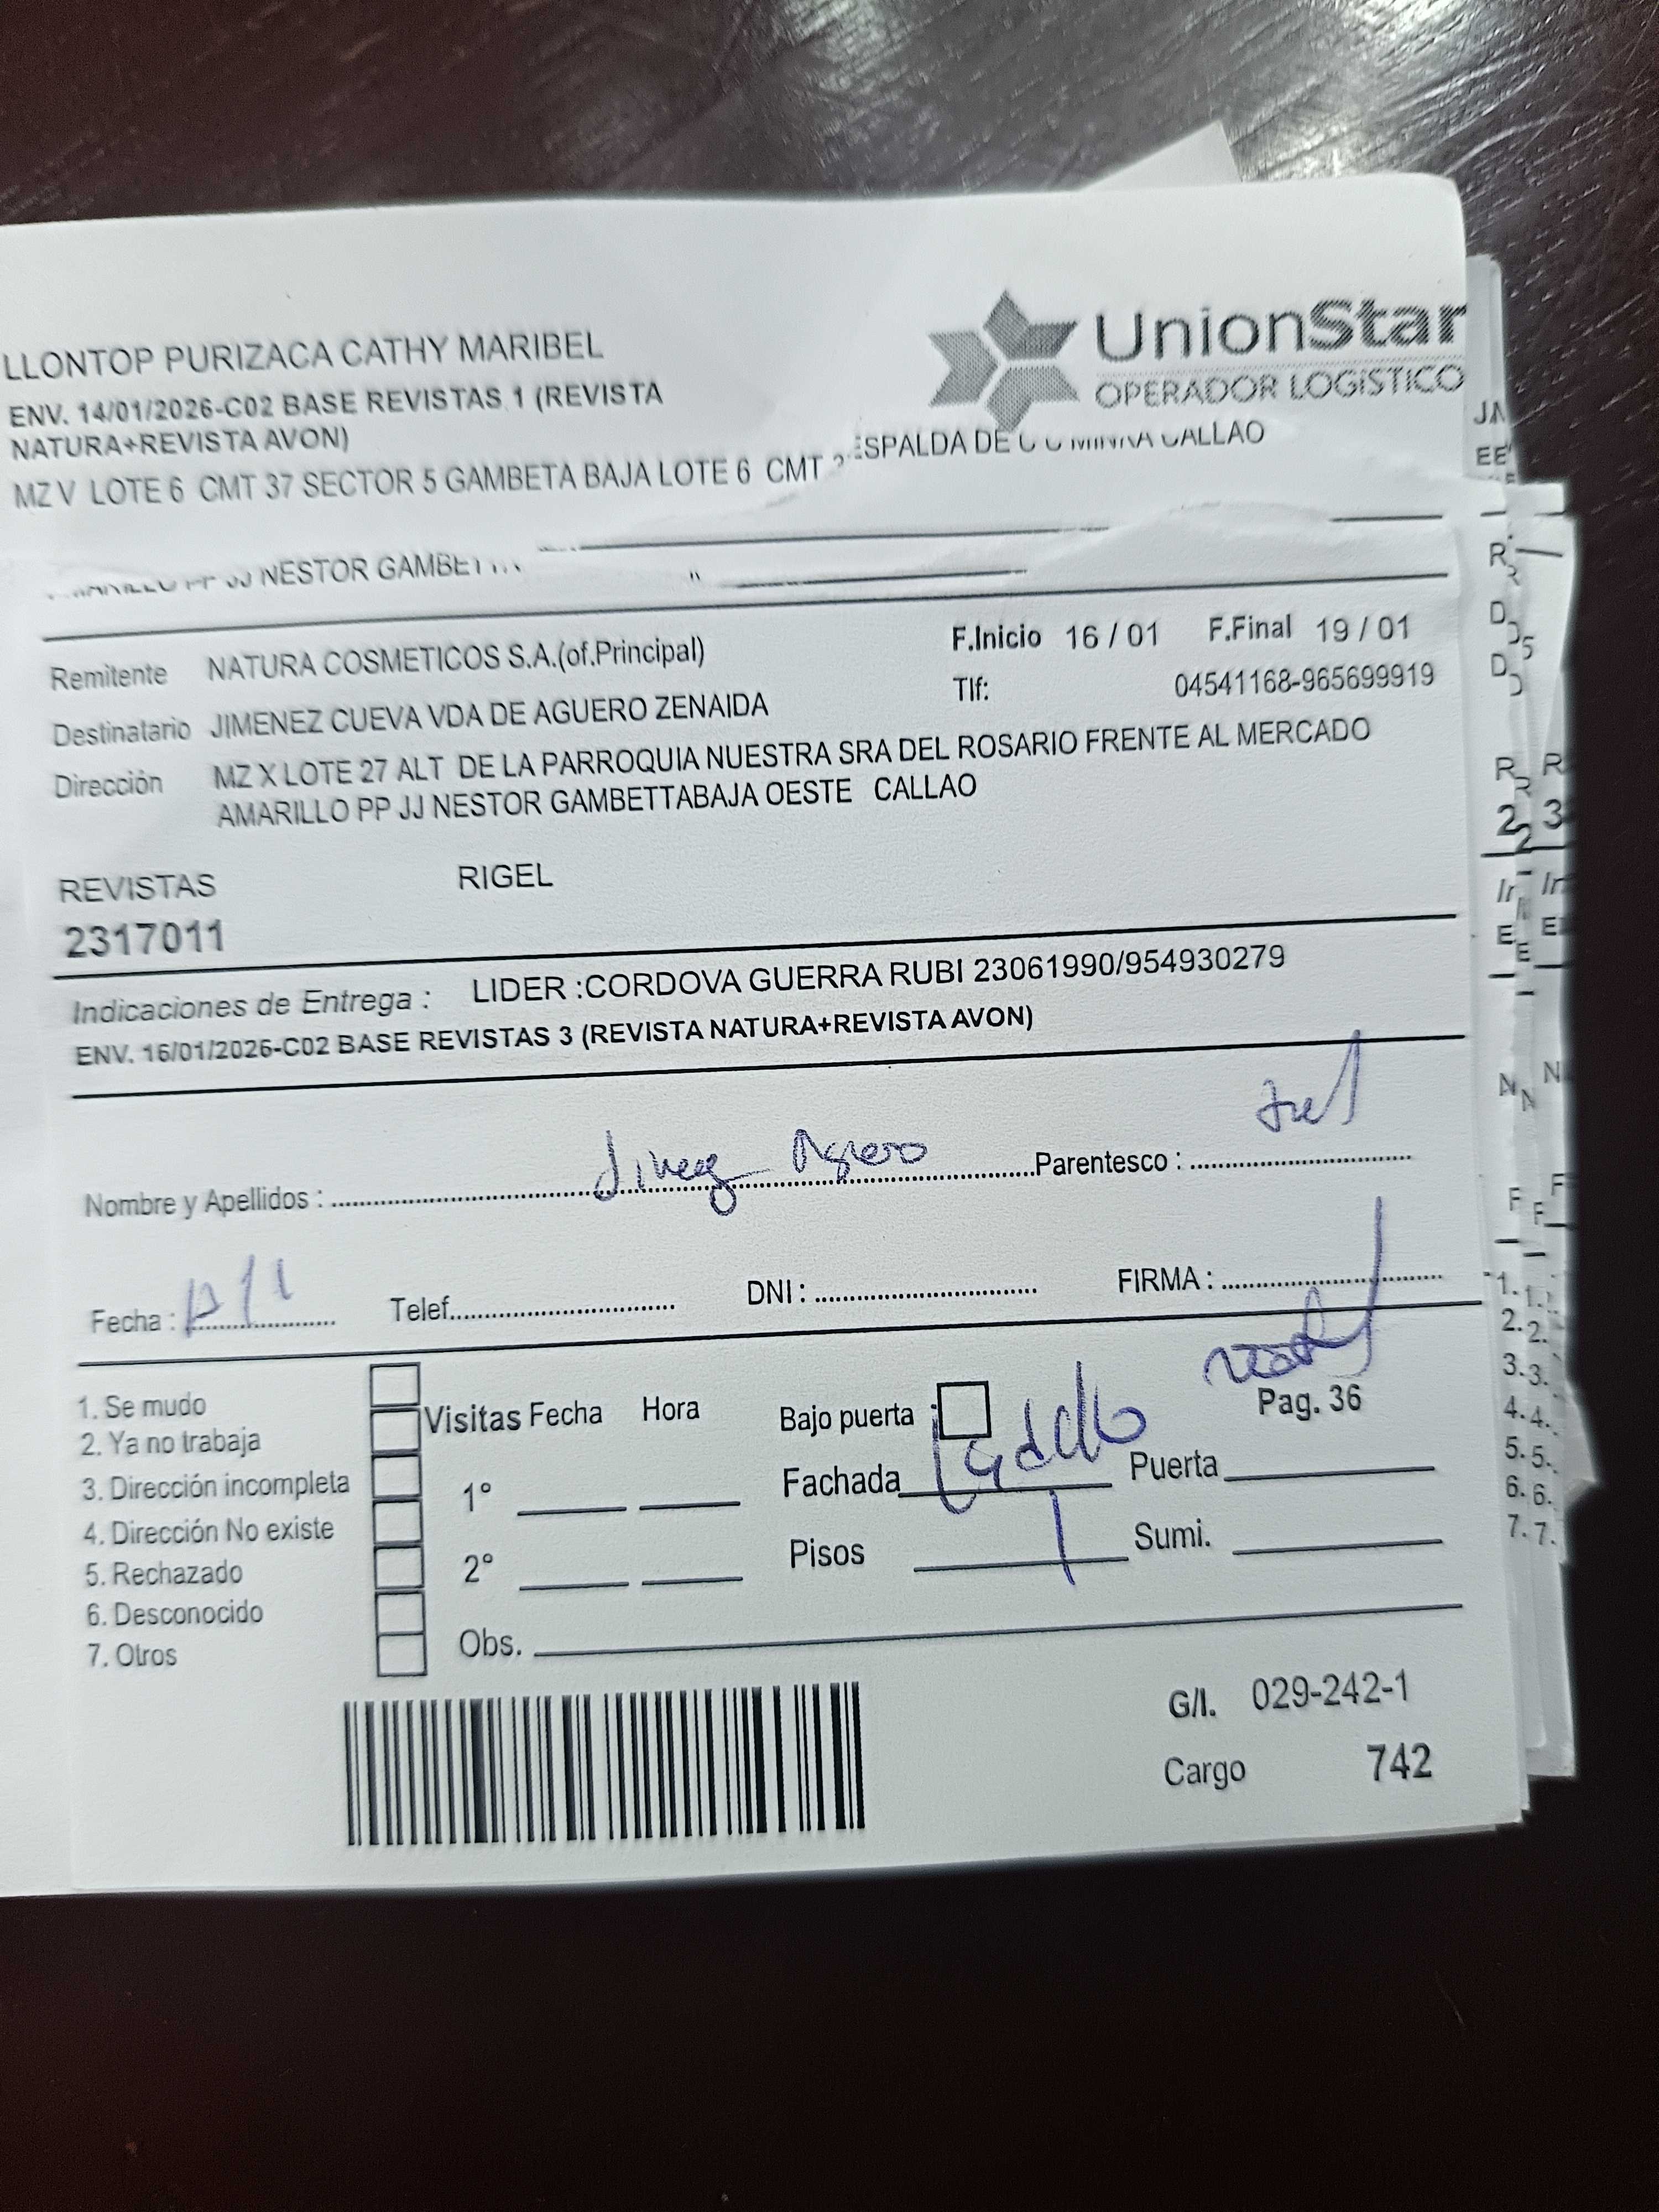 LLONTOP PURIZACA CATHY MARIBEL
ENV. 14/01/2026-C02 BASE REVISTAS 1 (REVISTA
NATURA+REVISTA AVON)
UnionStar
OPERADOR LOGISTICO
MZ V LOTE 6 CMT 37 SECTOR 5 GAMBETA BAJA LOTE 6 CMT ESPALDA DE CALLAO
NESTOR
Remitente NATURA COSMETICOS S.A.(of.Principal) F.Inicio 16 / 01 F.Final 19 / 01
Destinatario JIMENEZ CUEVA VDA DE AGUERO ZENAIDA Tlf: 04541168-965699919
Dirección MZ X LOTE 27 ALT DE LA PARROQUIA NUESTRA SRA DEL ROSARIO FRENTE AL MERCADO
AMARILLO PP JJ NESTOR GAMBETTABAJA OESTE CALLAO
REVISTAS RIGEL
2317011
Indicaciones de Entrega : LIDER :CORDOVA GUERRA RUBI 23061990/954930279
ENV. 16/01/2026-C02 BASE REVISTAS 3 (REVISTA NATURA+REVISTA AVON)
Nombre y Apellidos : Parentesco :
Fecha : Telef. DNI : FIRMA :
1. Se mudo
2. Ya no trabaja
3. Dirección incompleta
4. Dirección No existe
5. Rechazado
6. Desconocido
7. Otros
Visitas Fecha Hora
1°
2°
Obs.
Bajo puerta : Pag. 36
Fachada Ladrillo Puerta
Pisos 1 Sumi.
G/I. 029-242-1
Cargo 742